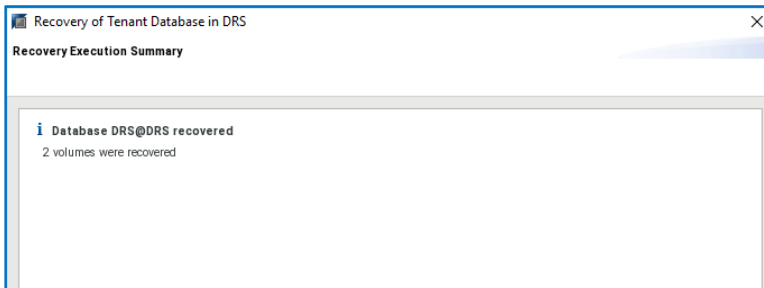 Recovery of Tenant Database in DRS
Recovery Execution Summary
Database DRS@DRS recovered
2 volumes were recovered